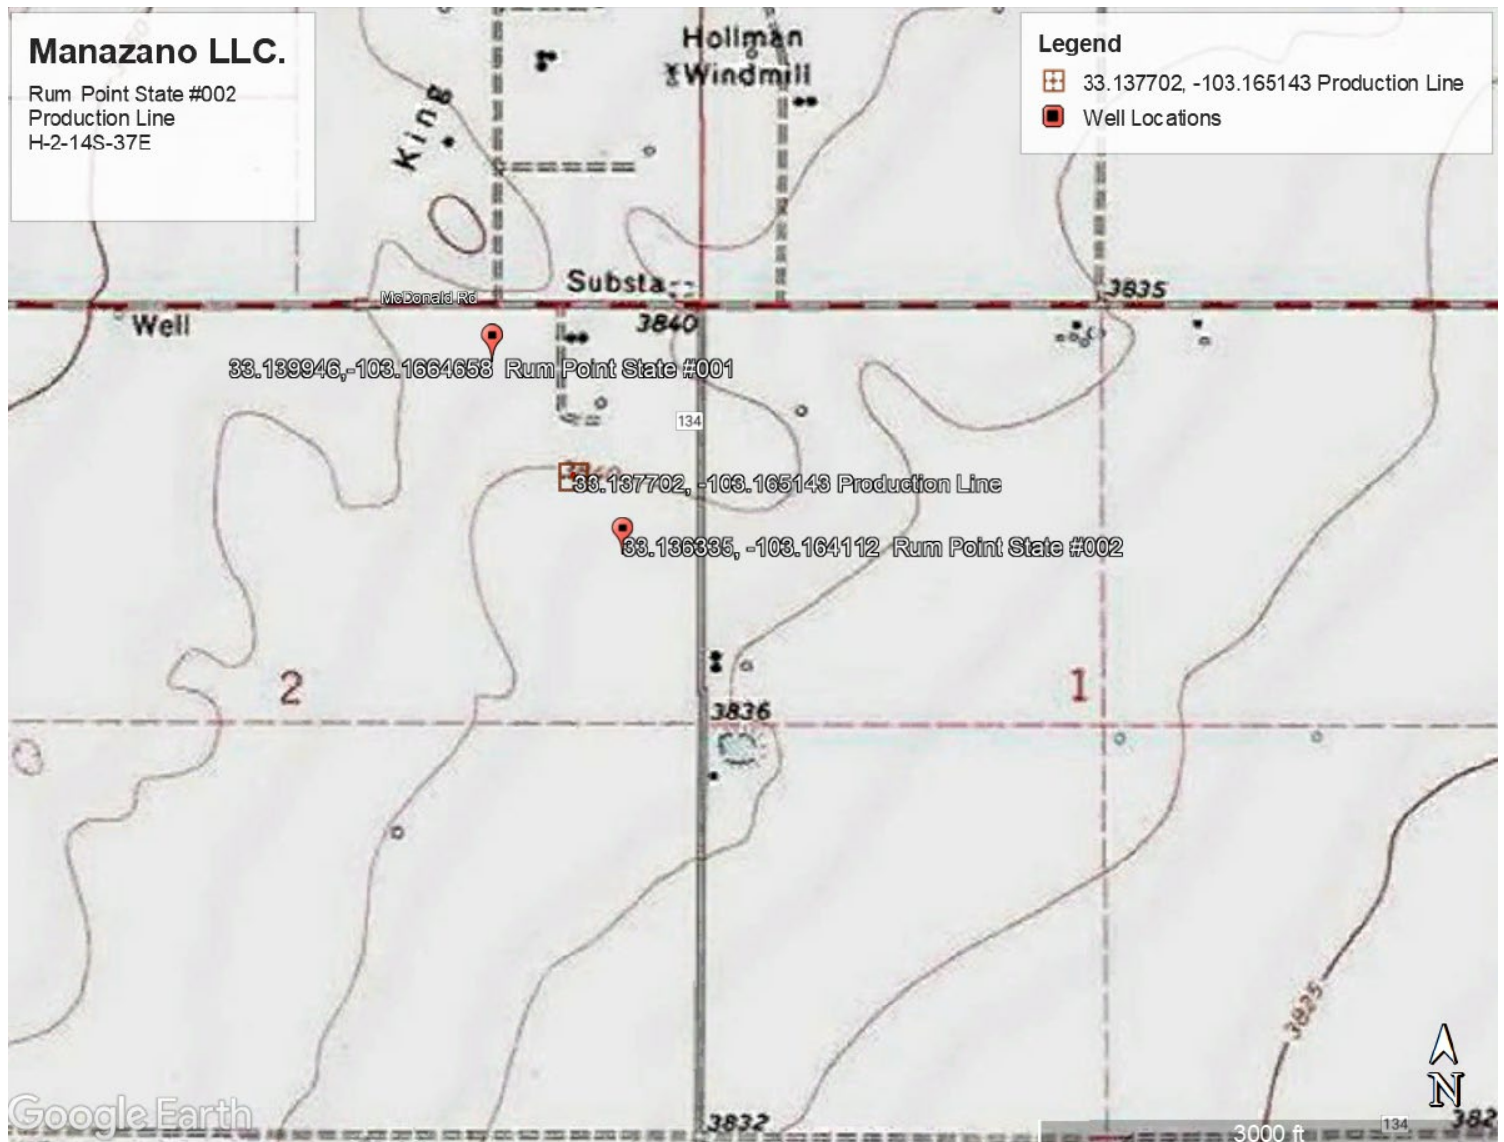 Manazano LLC.
Rum Point State #002
Production Line
H-2-14S-37E
Legend
33.137702, -103.165143 Production Line
Well Locations
Hollman
Windmill
King
Substa
McDonald Rd
3835
Well
3840
33.139946,-103.1664658 Rum Point State #001
134
33.137702, -103.165143 Production Line
33.136335, -103.164112 Rum Point State #002
2
1
3836
3825
N
Google Earth
3832
3000 ft
134
382